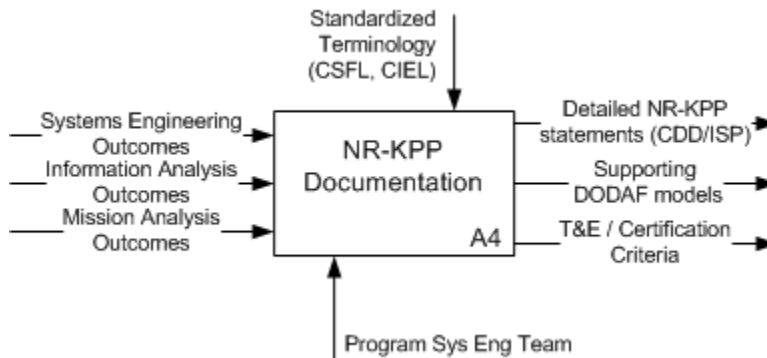 Standardized
Terminology
(CSFL, CIEL)
Systems Engineering
Outcomes
Information Analysis
Outcomes
Mission Analysis
Outcomes
NR-KPP
Documentation
A4
Detailed NR-KPP
statements (CDD/ISP)
Supporting
DODAF models
T&E / Certification
Criteria
Program Sys Eng Team